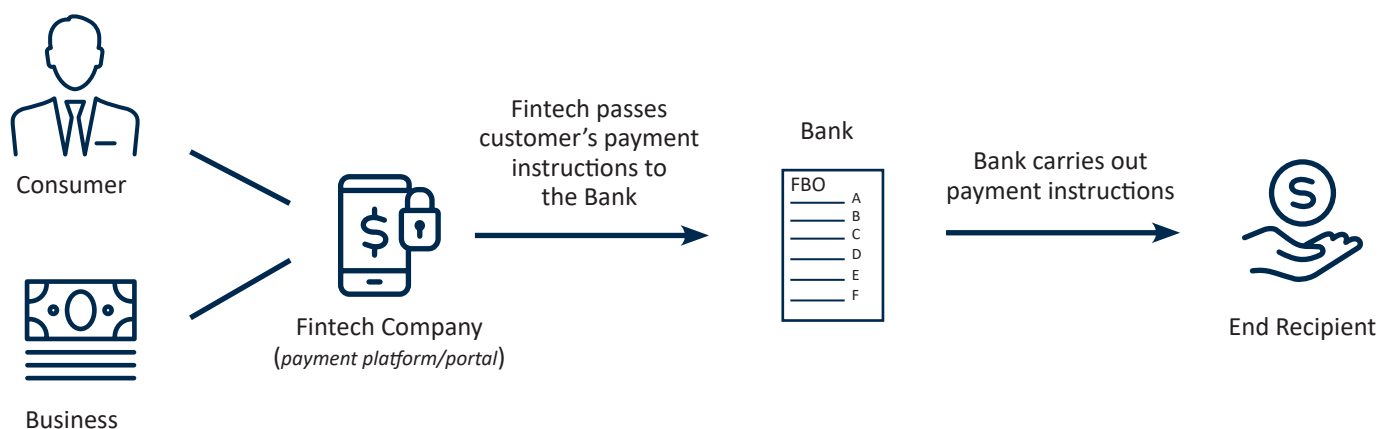 Consumer
Business
$
Fintech Company
(payment platform/portal)
Fintech passes
customer’s payment
instructions to
the Bank
Bank
FBO
A
B
C
D
E
F
Bank carries out
payment instructions
S
End Recipient